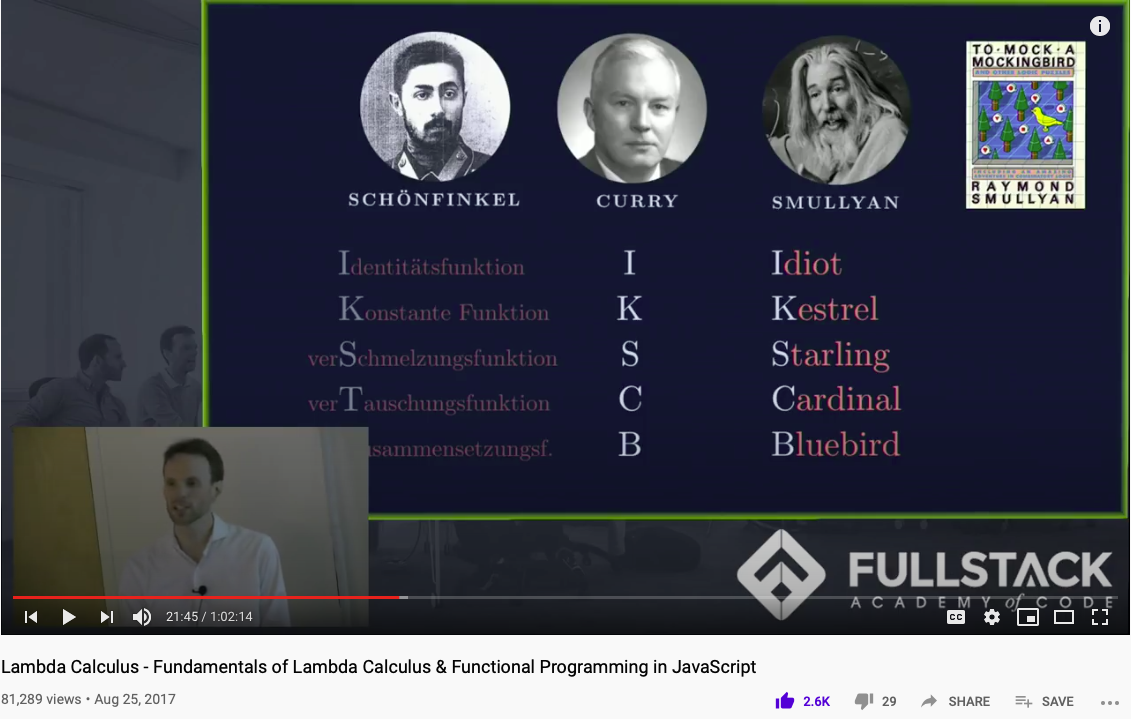 TO·MOCK·A
MOCKINGBIRD
AND OTHER LOGIC PUZZLES
RAYMOND
SMULLYAN
SCHÖNFINKEL CURRY SMULLYAN
Identitätsfunktion I Idiot
Konstante Funktion K Kestrel
verSchmelzungsfunktion S Starling
verTauschungsfunktion C Cardinal
usammensetzungsf. B Bluebird
FULLSTACK
ACADEMY of CODE
21:45 / 1:02:14
CC
Lambda Calculus - Fundamentals of Lambda Calculus & Functional Programming in JavaScript
81,289 views • Aug 25, 2017
2.6K 29 SHARE SAVE